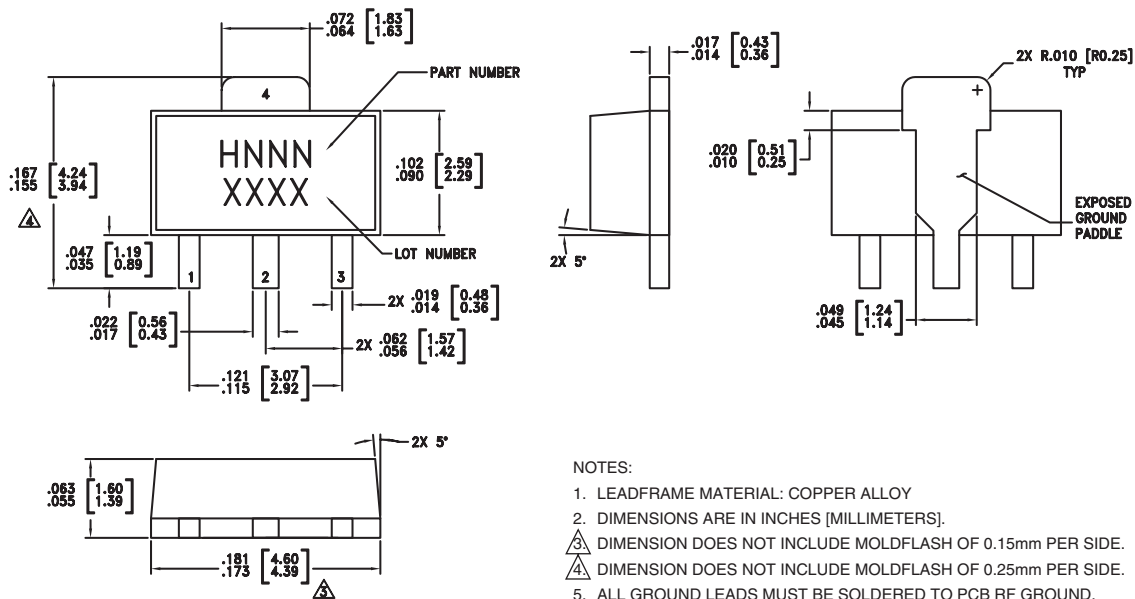 .072 [1.83]
.064 [1.63]
PART NUMBER
4
HNNN
XXXX
.102 [2.59]
.090 [2.29]
.167 [4.24]
.155 [3.94]
4
.047 [1.19]
.035 [0.89]
LOT NUMBER
1 2 3
2X .019 [0.48]
.014 [0.36]
.022 [0.56]
.017 [0.43]
2X .062 [1.57]
.056 [1.42]
.121 [3.07]
.115 [2.92]
.017 [0.43]
.014 [0.36]
2X 5°
2X R.010 [R0.25]
TYP
.020 [0.51]
.010 [0.25]
EXPOSED
GROUND
PADDLE
.049 [1.24]
.045 [1.14]
2X 5°
.063 [1.60]
.055 [1.39]
.181 [4.60]
.173 [4.39]
3
NOTES:
1. LEADFRAME MATERIAL: COPPER ALLOY
2. DIMENSIONS ARE IN INCHES [MILLIMETERS].
3. DIMENSION DOES NOT INCLUDE MOLDFLASH OF 0.15mm PER SIDE.
4. DIMENSION DOES NOT INCLUDE MOLDFLASH OF 0.25mm PER SIDE.
5. ALL GROUND LEADS MUST BE SOLDERED TO PCB RF GROUND.